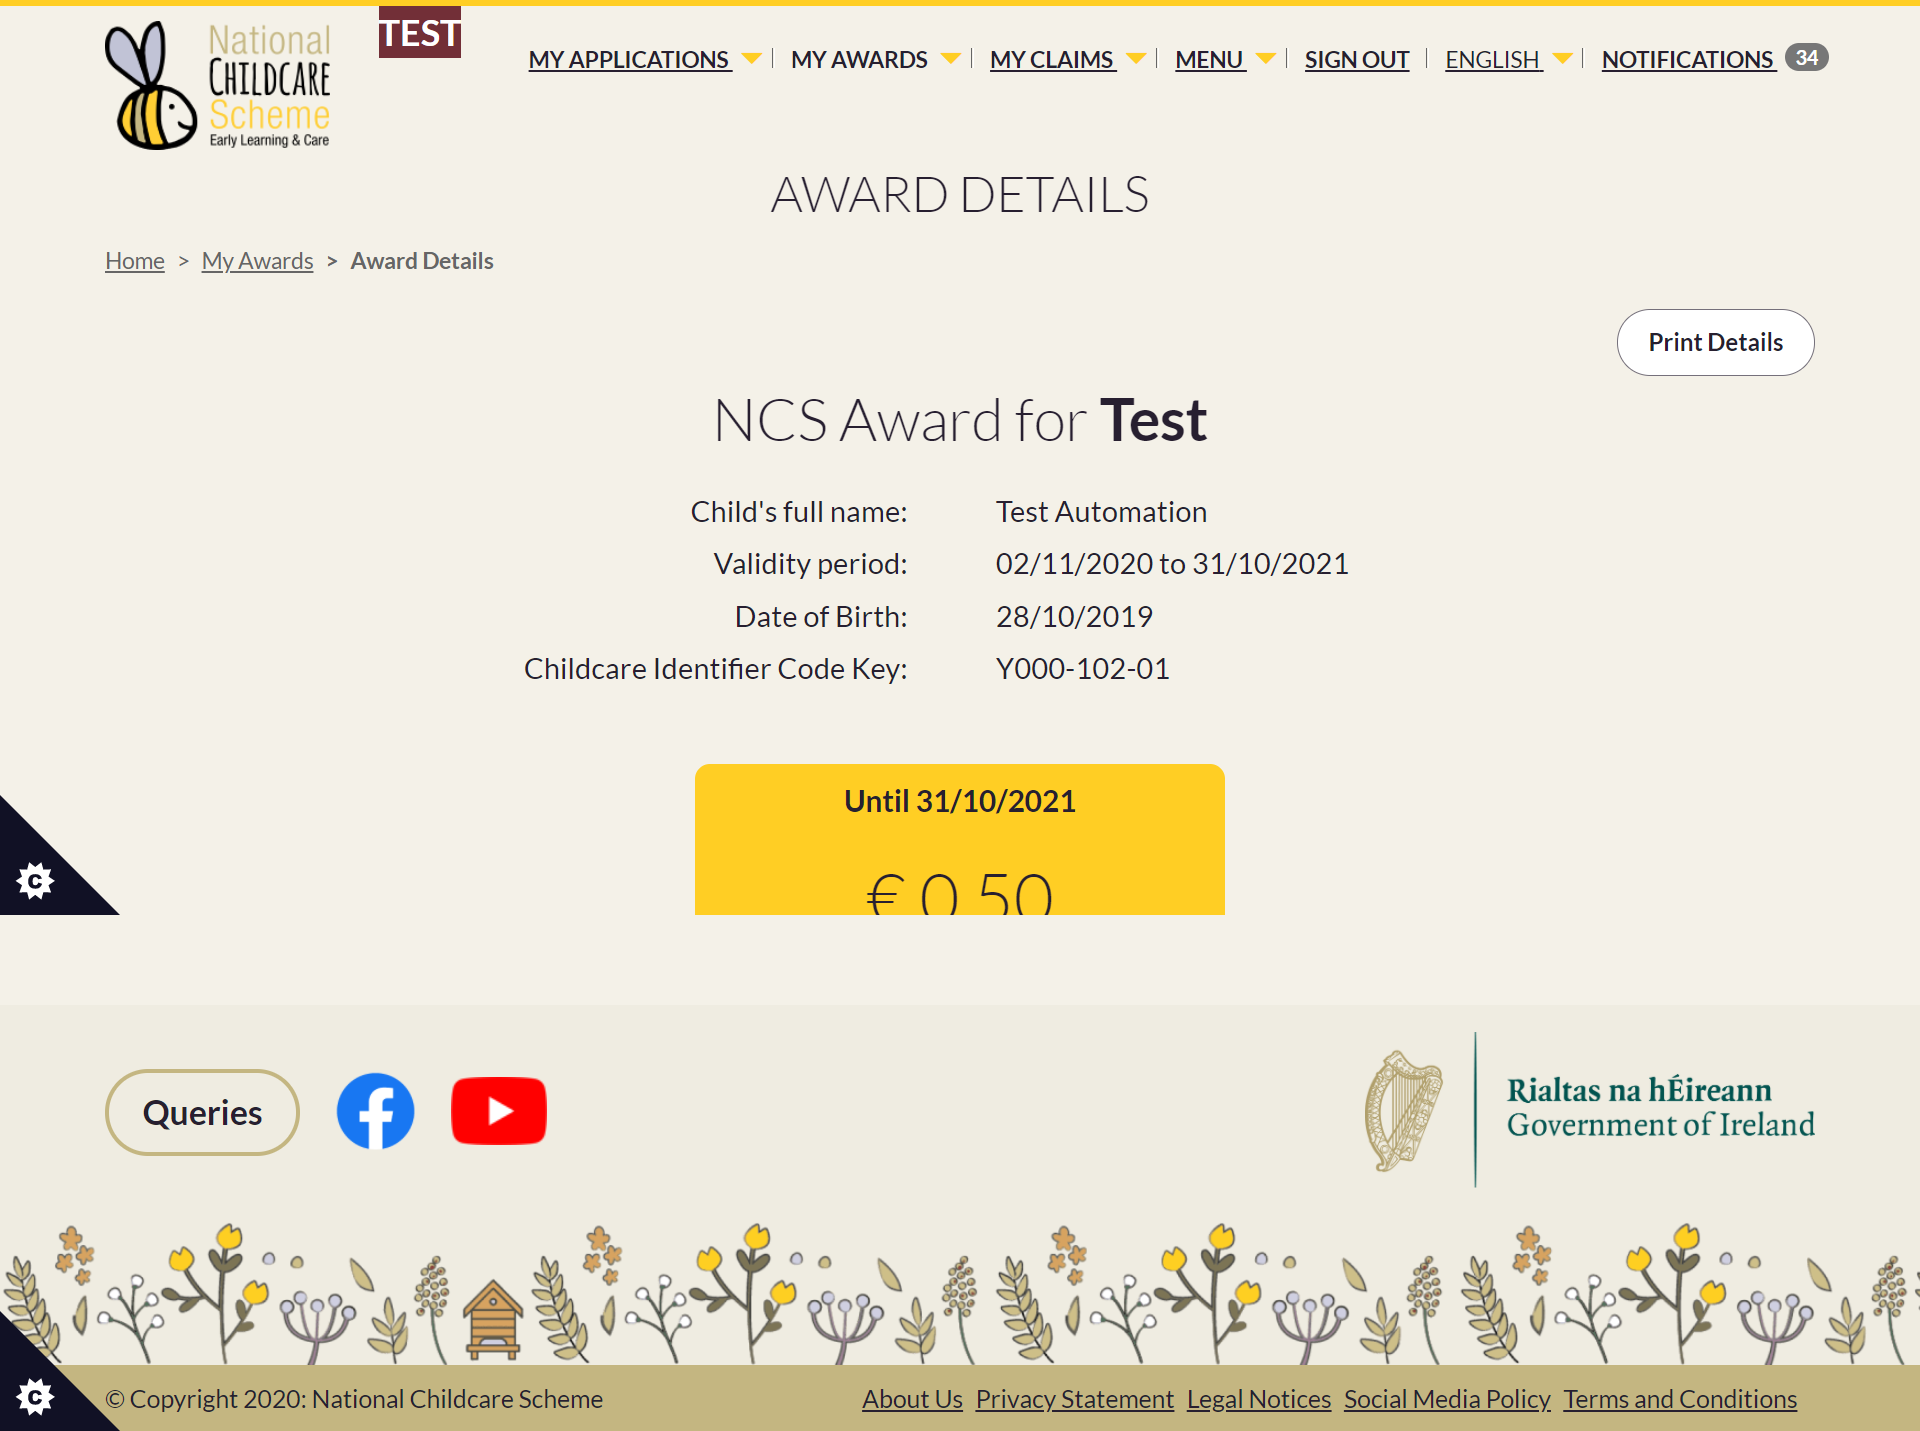 National
CHILDCARE
Scheme
Early Learning & Care
TEST
MY APPLICATIONS
MY AWARDS
MY CLAIMS
MENU
SIGN OUT
ENGLISH
NOTIFICATIONS 34
AWARD DETAILS
Home > My Awards > Award Details
Print Details
NCS Award for Test
Child's full name: Test Automation
Validity period: 02/11/2020 to 31/10/2021
Date of Birth: 28/10/2019
Childcare Identifier Code Key: Y000-102-01
Until 31/10/2021
€ 0.50
C
Queries
Rialtas na hÉireann
Government of Ireland
C
© Copyright 2020: National Childcare Scheme
About Us Privacy Statement Legal Notices Social Media Policy Terms and Conditions